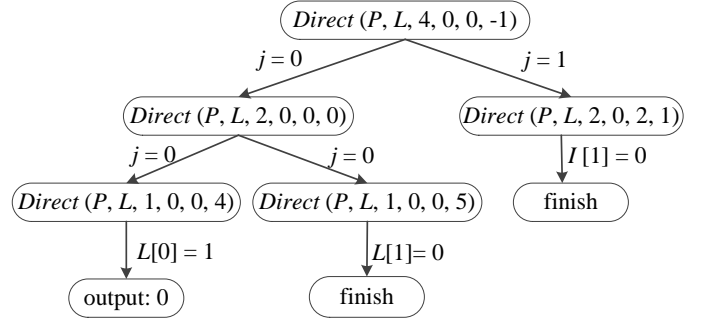 Direct (P, L, 4, 0, 0, -1)
j = 0
j = 1
Direct (P, L, 2, 0, 0, 0)
Direct (P, L, 2, 0, 2, 1)
j = 0
j = 0
I [1] = 0
Direct (P, L, 1, 0, 0, 4)
Direct (P, L, 1, 0, 0, 5)
finish
L[0] = 1
L[1]= 0
output: 0
finish